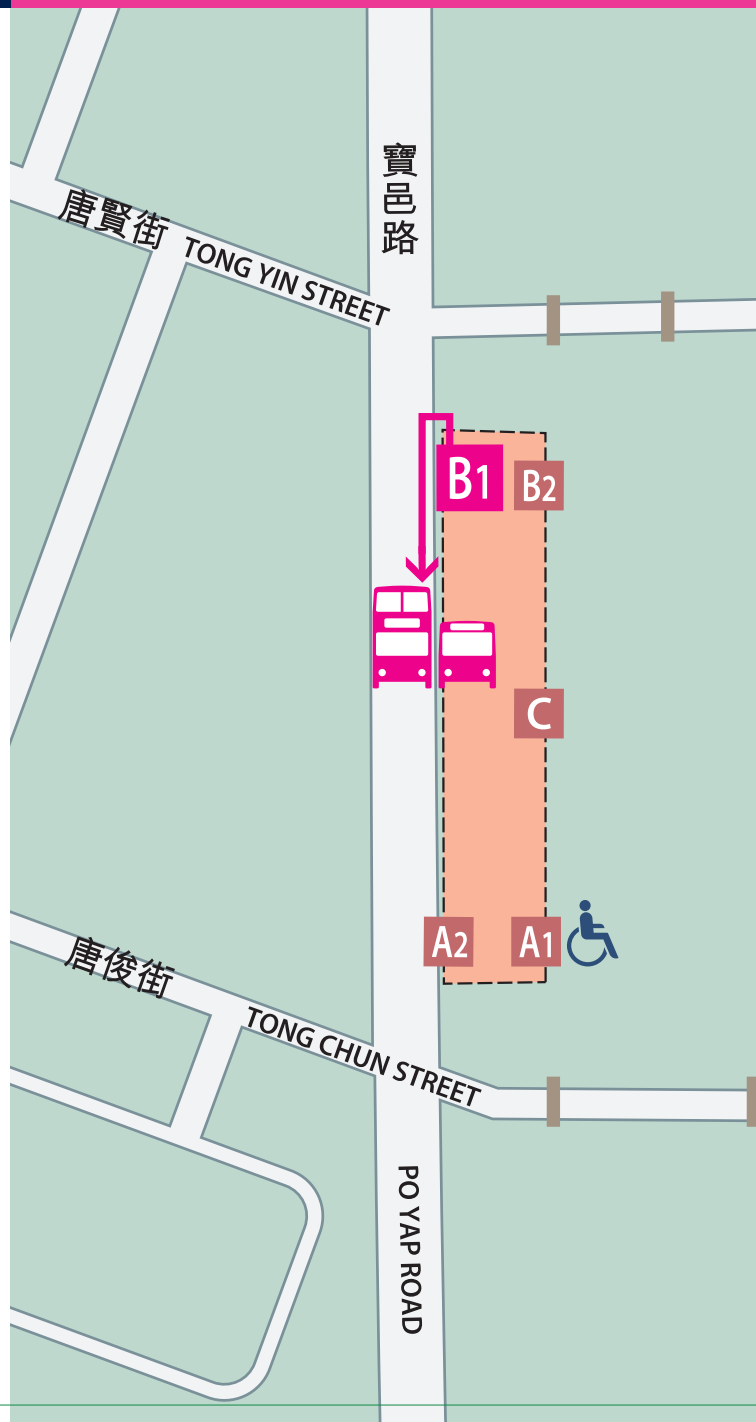 寶邑路
唐賢街
TONG YIN STREET
B1
B2
C
A2
A1
唐俊街
TONG CHUN STREET
PO YAP ROAD